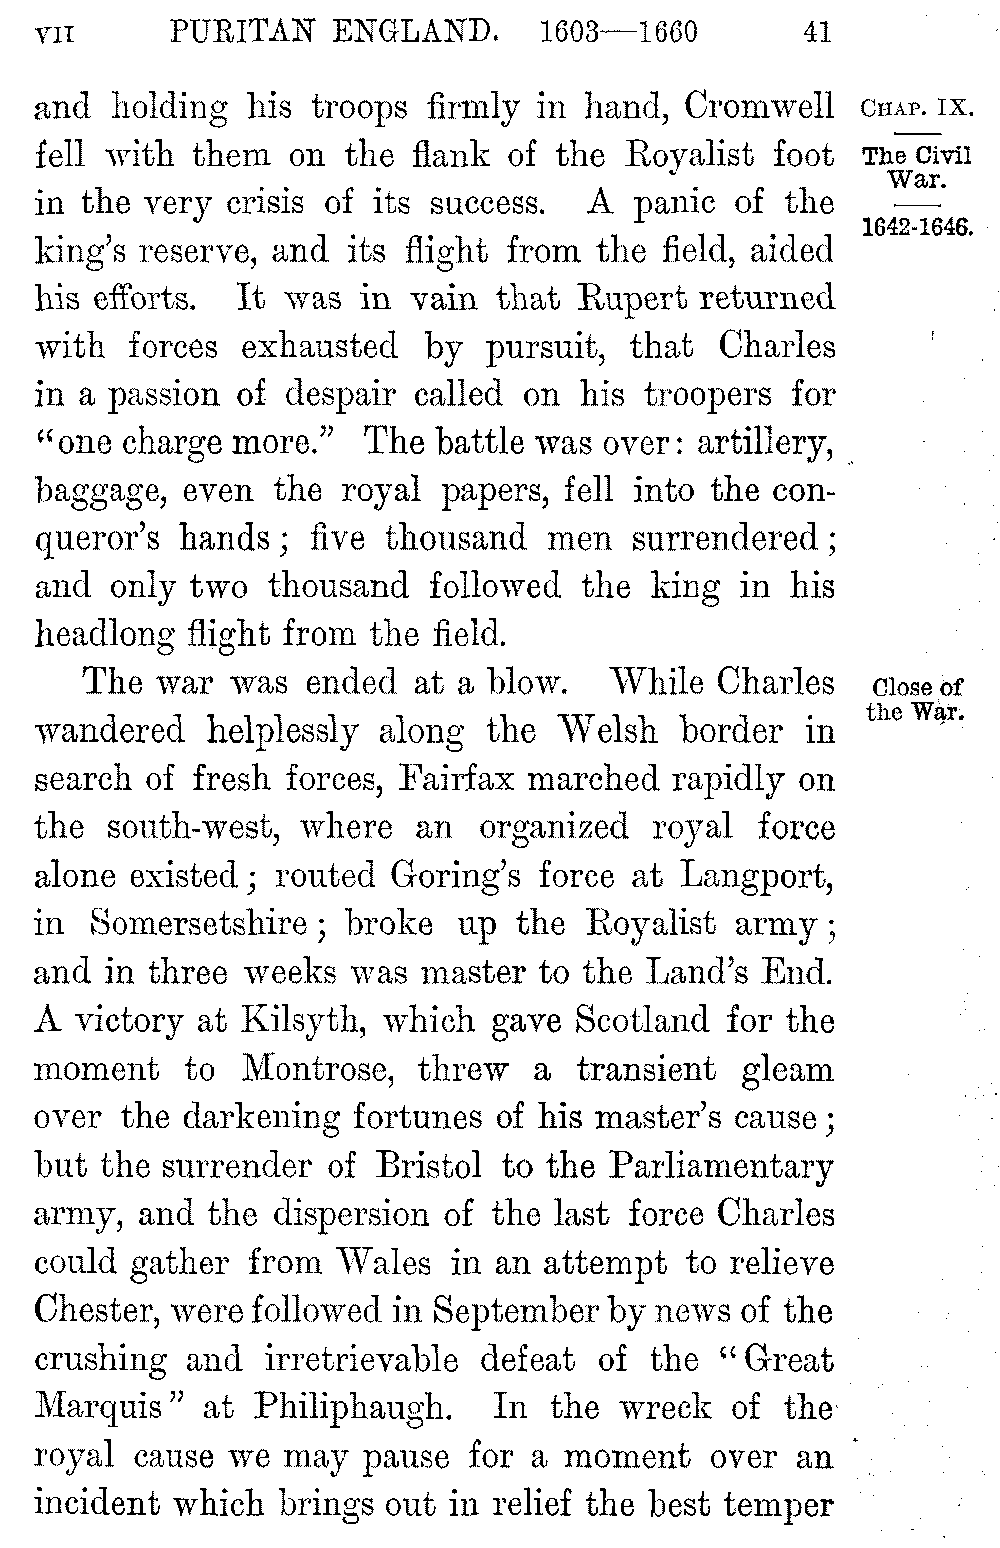 VII PURITAN ENGLAND. 1603—1660 41
and holding his troops firmly in hand, Cromwell
fell with them on the flank of the Royalist foot
in the very crisis of its success. A panic of the
king's reserve, and its flight from the field, aided
his efforts. It was in vain that Rupert returned
with forces exhausted by pursuit, that Charles
in a passion of despair called on his troopers for
"one charge more." The battle was over: artillery,
baggage, even the royal papers, fell into the con-
queror's hands; five thousand men surrendered;
and only two thousand followed the king in his
headlong flight from the field.
The war was ended at a blow. While Charles
wandered helplessly along the Welsh border in
search of fresh forces, Fairfax marched rapidly on
the south-west, where an organized royal force
alone existed; routed Goring's force at Langport,
in Somersetshire; broke up the Royalist army;
and in three weeks was master to the Land's End.
A victory at Kilsyth, which gave Scotland for the
moment to Montrose, threw a transient gleam
over the darkening fortunes of his master's cause;
but the surrender of Bristol to the Parliamentary
army, and the dispersion of the last force Charles
could gather from Wales in an attempt to relieve
Chester, were followed in September by news of the
crushing and irretrievable defeat of the "Great
Marquis" at Philiphaugh. In the wreck of the
royal cause we may pause for a moment over an
incident which brings out in relief the best temper
CHAP. IX.
The Civil
War.
1642-1646.
Close of
the War.